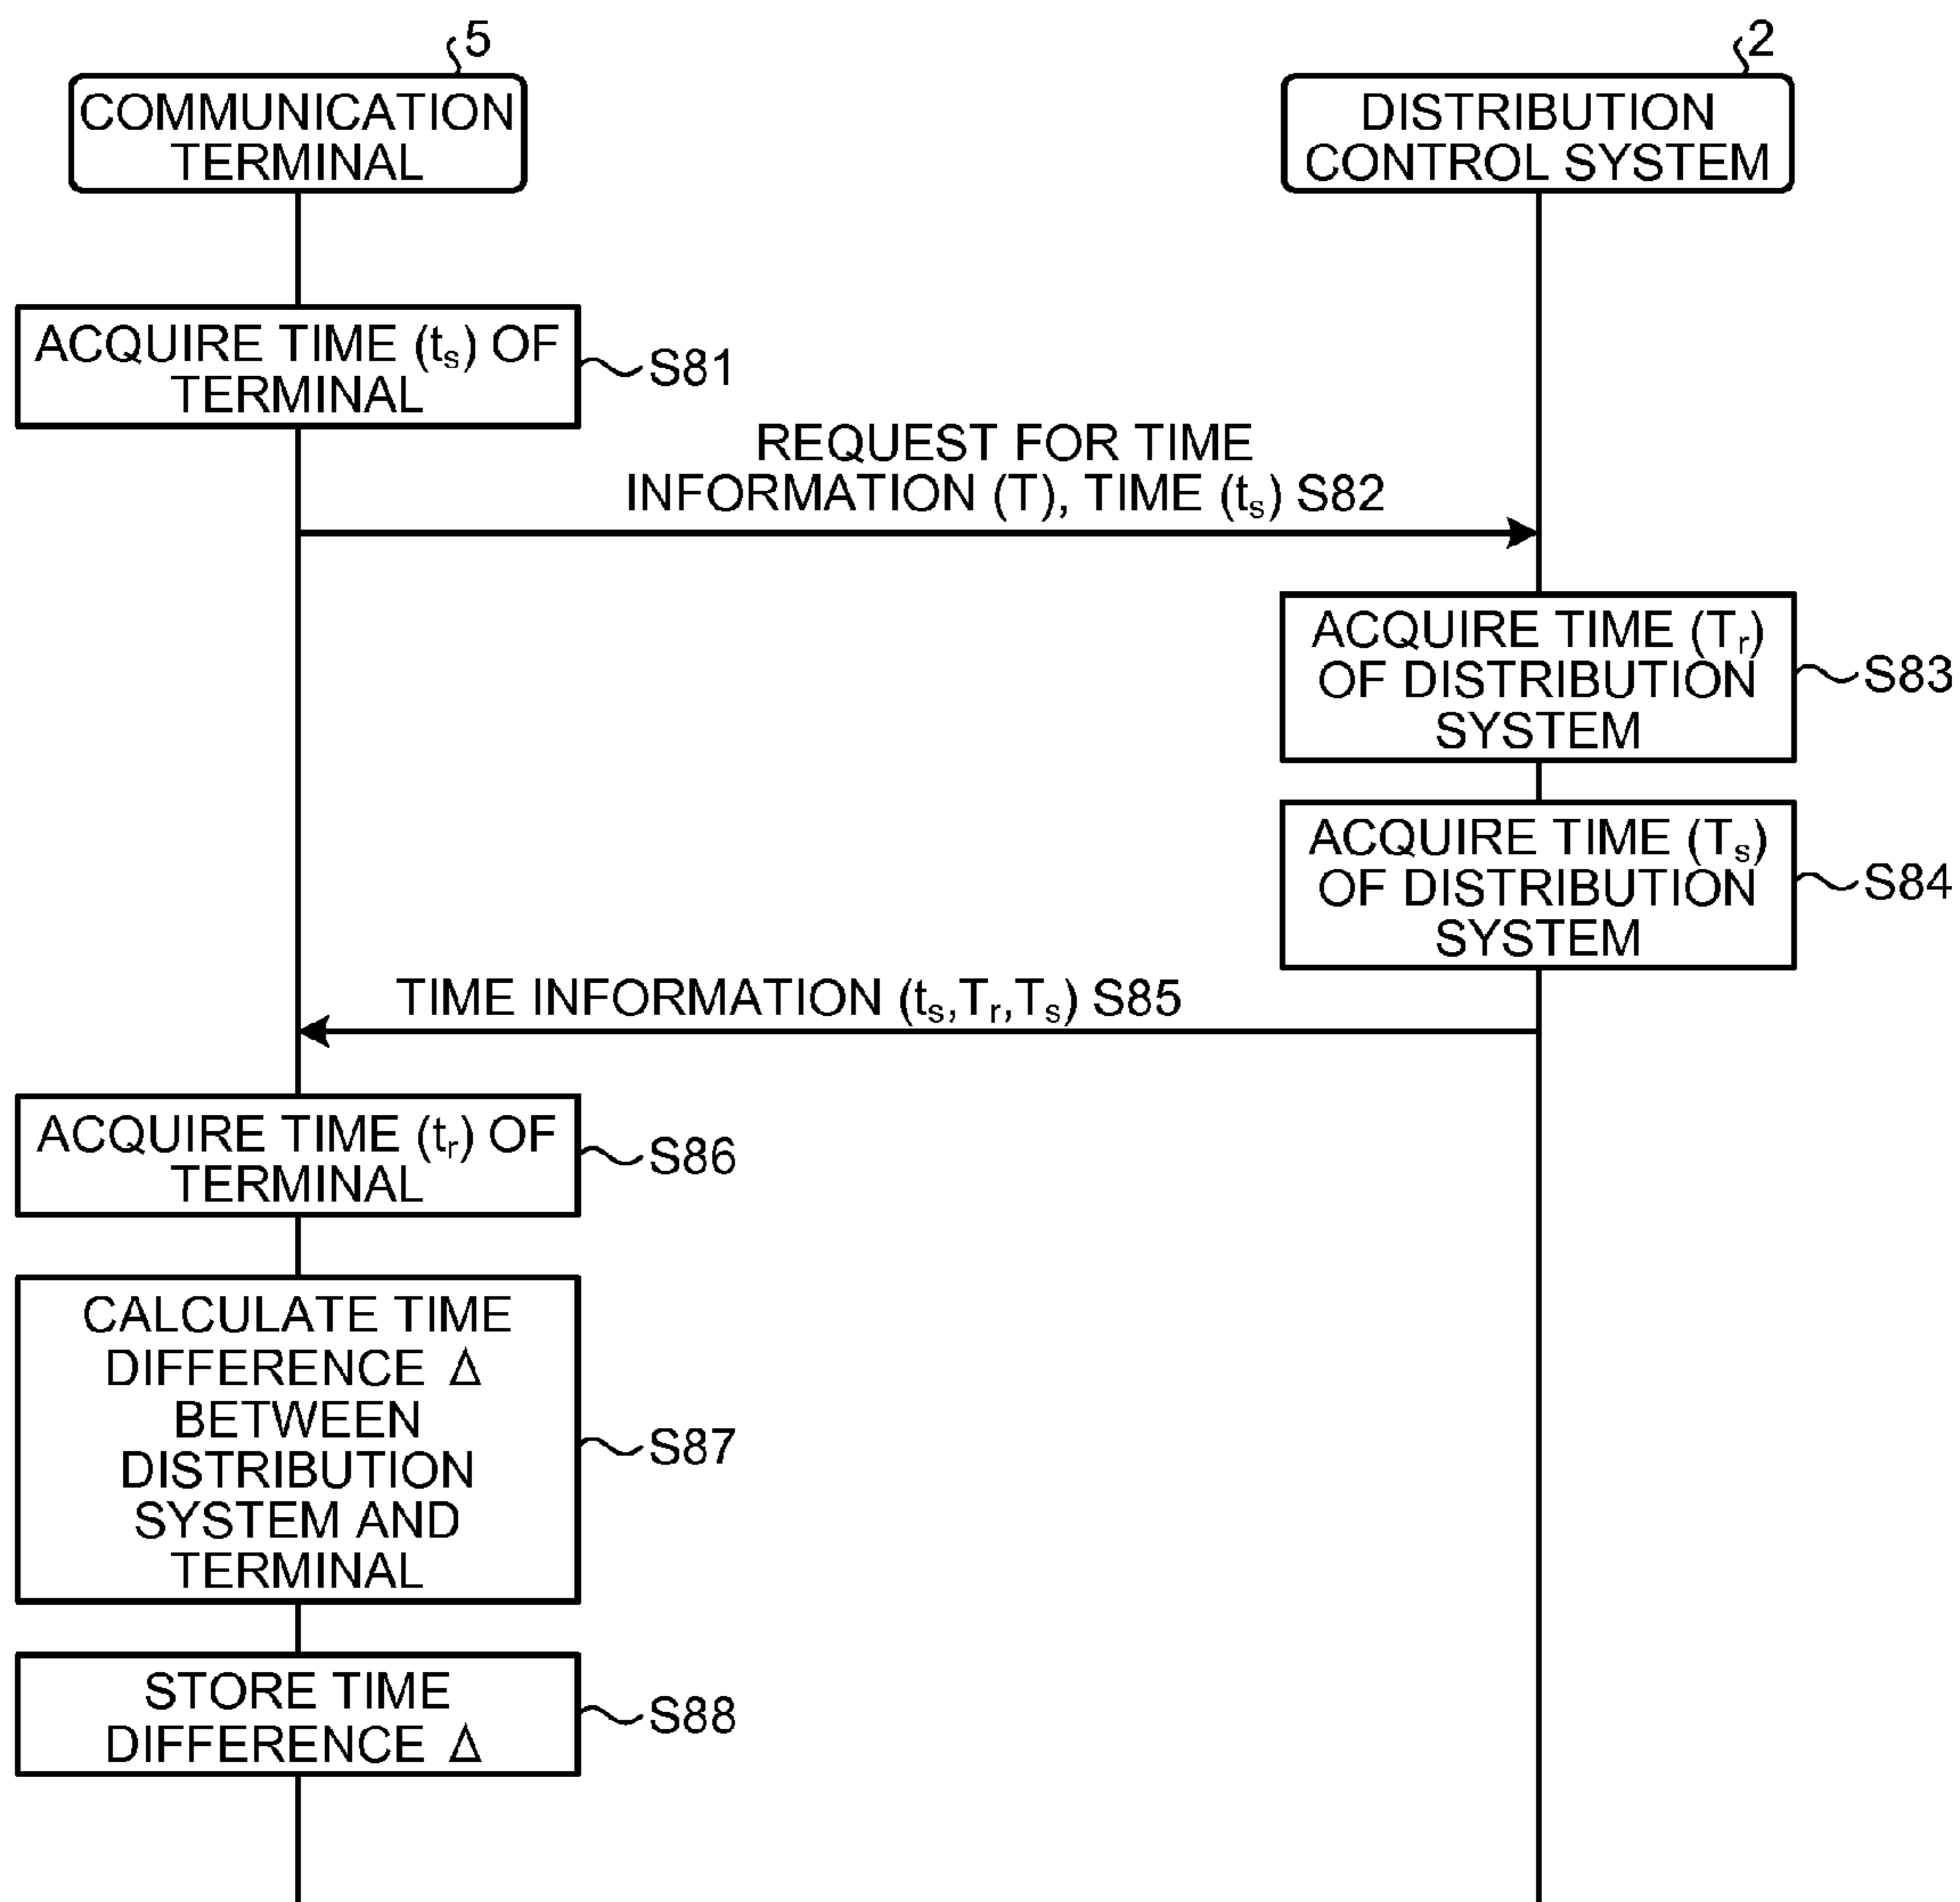 5
2
COMMUNICATION
TERMINAL
DISTRIBUTION
CONTROL SYSTEM
ACQUIRE TIME (ts) OF
TERMINAL
S81
REQUEST FOR TIME
INFORMATION (T), TIME (ts) S82
ACQUIRE TIME (Tr)
OF DISTRIBUTION
SYSTEM
S83
ACQUIRE TIME (Ts)
OF DISTRIBUTION
SYSTEM
S84
TIME INFORMATION (ts,Tr,Ts) S85
ACQUIRE TIME (tr) OF
TERMINAL
S86
CALCULATE TIME
DIFFERENCE Δ
BETWEEN
DISTRIBUTION
SYSTEM AND
TERMINAL
S87
STORE TIME
DIFFERENCE Δ
S88